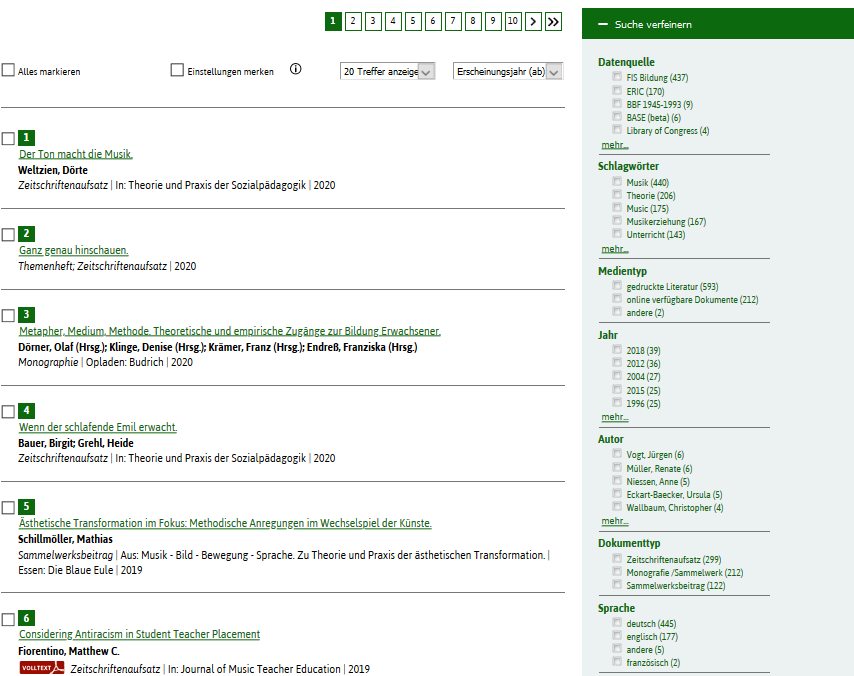 1 2 3 4 5 6 7 8 9 10
Alles markieren
Einstellungen merken
20 Treffer anzeige
Erscheinungsjahr (ab)
1
Der Ton macht die Musik.
Weltzien, Dörte
Zeitschriftenaufsatz | In: Theorie und Praxis der Sozialpädagogik | 2020
2
Ganz genau hinschauen.
Themenheft; Zeitschriftenaufsatz | 2020
3
Metapher, Medium, Methode. Theoretische und empirische Zugänge zur Bildung Erwachsener.
Dörner, Olaf (Hrsg.); Klinge, Denise (Hrsg.); Krämer, Franz (Hrsg.); Endreß, Franziska (Hrsg.)
Monographie | Opladen: Budrich | 2020
4
Wenn der schlafende Emil erwacht.
Bauer, Birgit; Grehl, Heide
Zeitschriftenaufsatz | In: Theorie und Praxis der Sozialpädagogik | 2020
5
Ästhetische Transformation im Fokus: Methodische Anregungen im Wechselspiel der Künste.
Schillmöller, Mathias
Sammelwerksbeitrag | Aus: Musik - Bild - Bewegung - Sprache. Zu Theorie und Praxis der ästhetischen Transformation. |
Essen: Die Blaue Eule | 2019
6
Considering Antiracism in Student Teacher Placement
Fiorentino, Matthew C.
VOLLTEXT Zeitschriftenaufsatz | In: Journal of Music Teacher Education | 2019
Suche verfeinern
Datenquelle
FIS Bildung (437)
ERIC (170)
BBF 1945-1993 (9)
BASE (beta) (6)
Library of Congress (4)
mehr...
Schlagwörter
Musik (440)
Theorie (206)
Music (175)
Musikerziehung (167)
Unterricht (143)
mehr...
Medientyp
gedruckte Literatur (593)
online verfügbare Dokumente (212)
andere (2)
Jahr
2018 (39)
2012 (36)
2004 (27)
2015 (25)
1996 (25)
mehr...
Autor
Vogt, Jürgen (6)
Müller, Renate (6)
Niessen, Anne (5)
Eckart-Baecker, Ursula (5)
Wallbaum, Christopher (4)
mehr...
Dokumenttyp
Zeitschriftenaufsatz (299)
Monografie /Sammelwerk (212)
Sammelwerksbeitrag (122)
Sprache
deutsch (445)
englisch (177)
andere (5)
französisch (2)